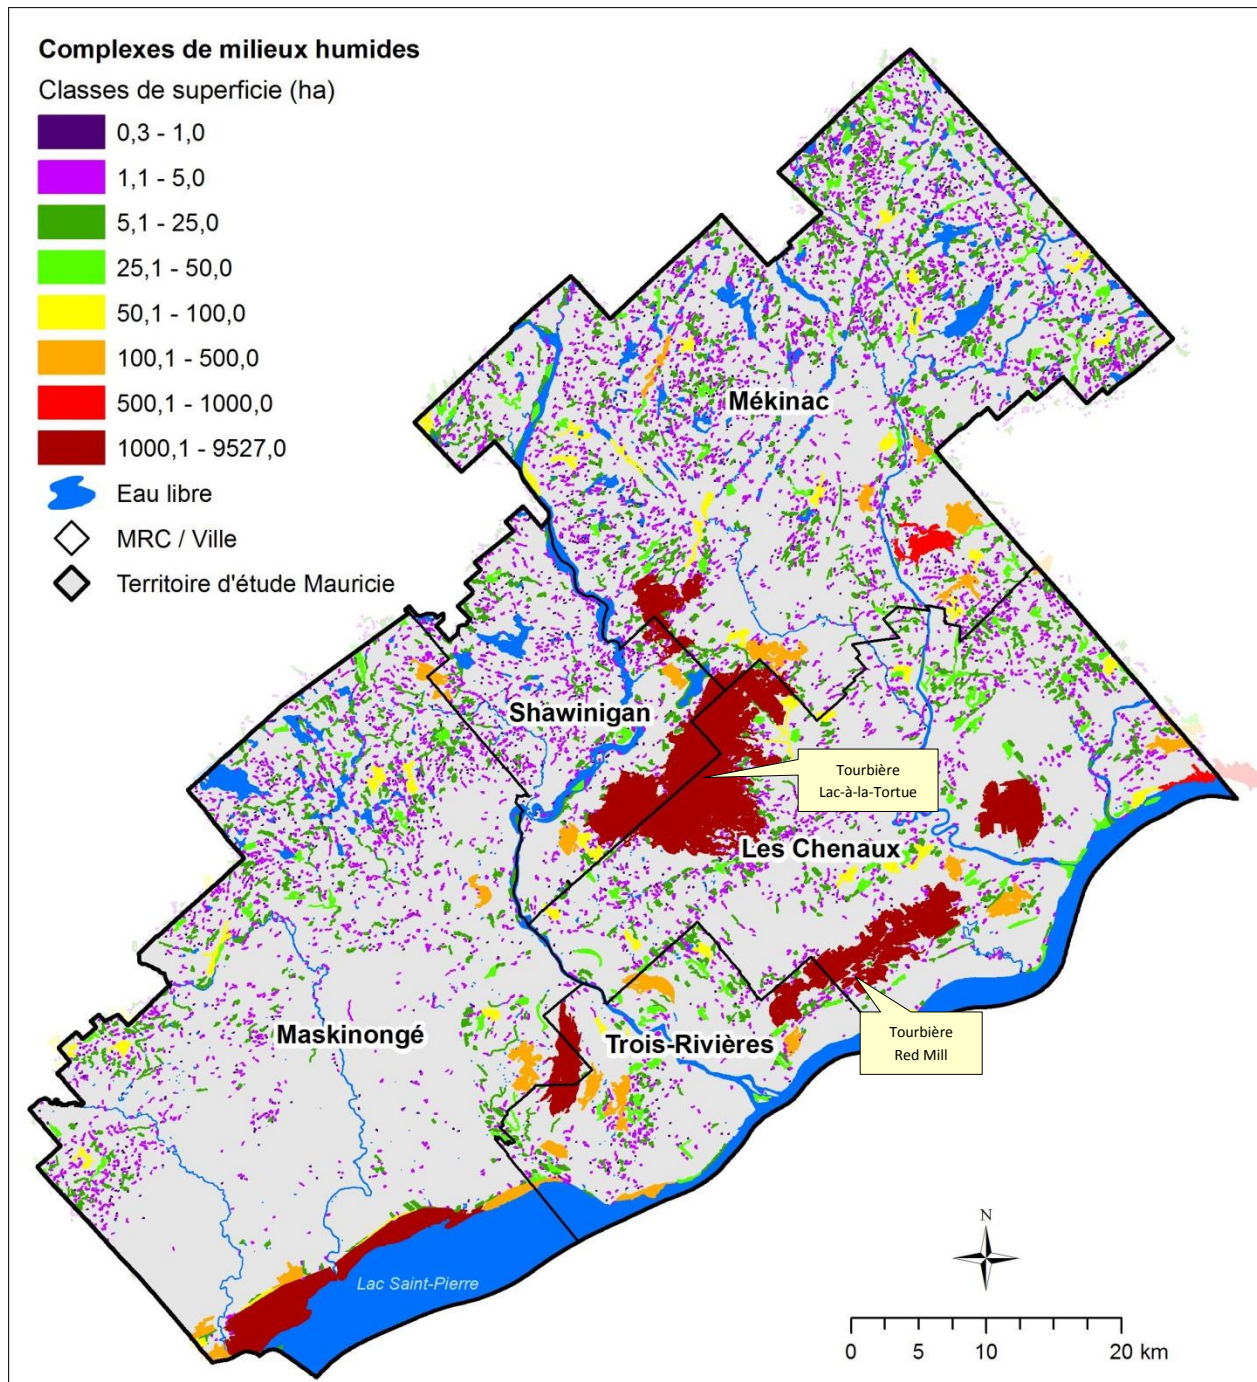 Complexes de milieux humides
Classes de superficie (ha)
0,3 - 1,0
1,1 - 5,0
5,1 - 25,0
25,1 - 50,0
50,1 - 100,0
100,1 - 500,0
500,1 - 1000,0
1000,1 - 9527,0
Eau libre
MRC / Ville
Territoire d'étude Mauricie
Mékinac
Shawinigan
Tourbière
Lac-à-la-Tortue
Les Chenaux
Maskinongé
Trois-Rivières
Tourbière
Red Mill
Lac Saint-Pierre
N
0 5 10 20 km